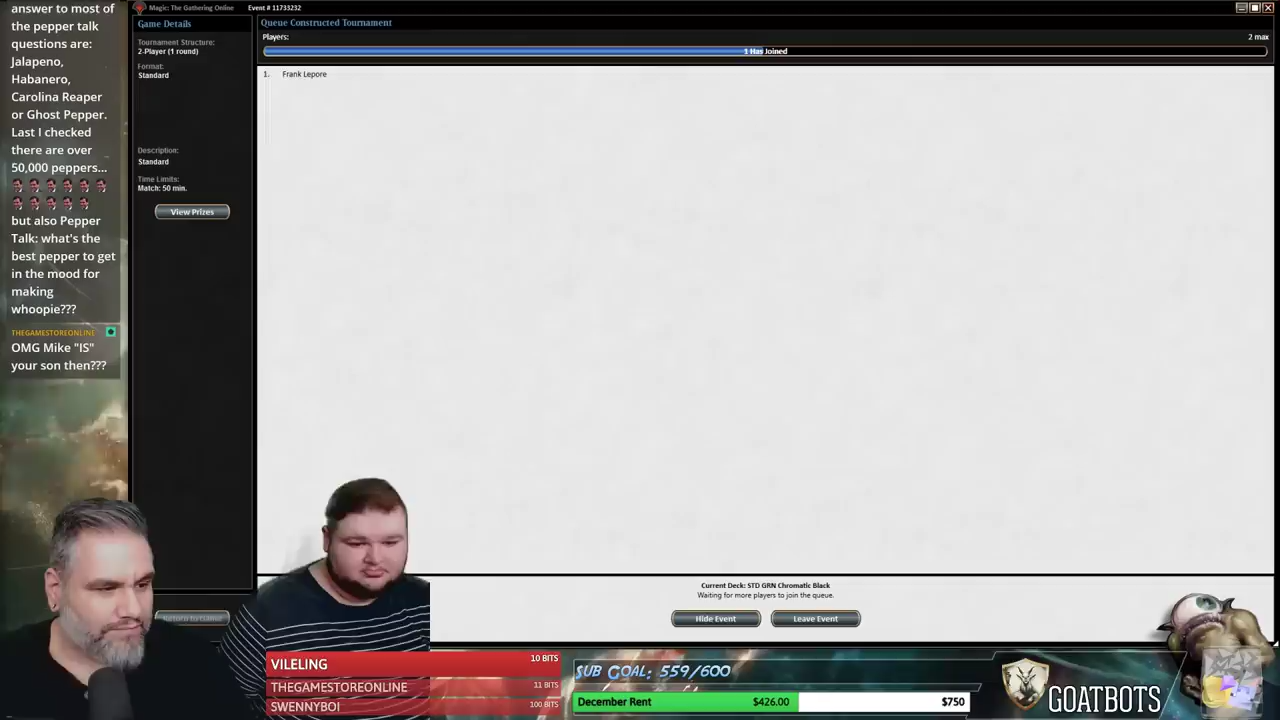 answer to most of
the pepper talk
questions are:
Jalapeno,
Habanero,
Carolina Reaper
or Ghost Pepper.
Last I checked
there are over
50,000 peppers...
but also Pepper
Talk: what's the
best pepper to get
in the mood for
making
whoopie???
THEGAMESTOREONLINE
OMG Mike "IS"
your son then???
Magic: The Gathering Online Event # 11733232
Game Details
Tournament Structure:
2-Player (1 round)
Format:
Standard
Description:
Standard
Time Limits:
Match: 50 min.
View Prizes
Queue Constructed Tournament
Players:
2 max
1 Has Joined
1. Frank Lepore
Current Deck: STD GRN Chromatic Black
Waiting for more players to join the queue.
Hide Event
Leave Event
VILELING 10 BITS
THEGAMESTOREONLINE 11 BITS
SWENNYBOI 100 BITS
SUB GOAL: 559/600
December Rent $426.00 $750
GOATBOTS